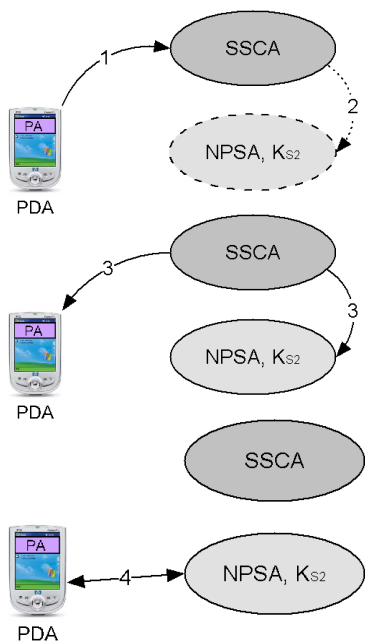 SSCA
1
2
PA
NPSA, KS2
PDA
SSCA
3
3
PA
NPSA, KS2
PDA
SSCA
PA
4
NPSA, KS2
PDA